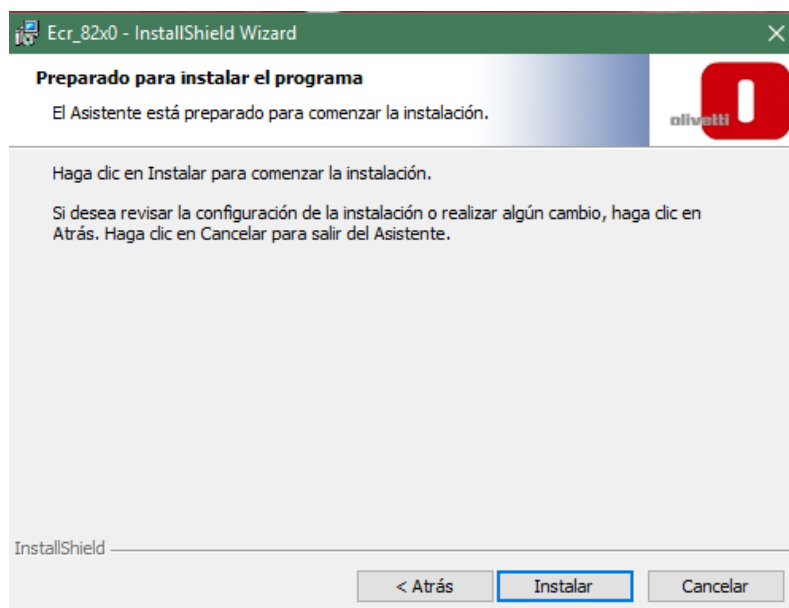 Ecr_82x0 - InstallShield Wizard
Preparado para instalar el programa
El Asistente está preparado para comenzar la instalación.
olivetti
Haga clic en Instalar para comenzar la instalación.
Si desea revisar la configuración de la instalación o realizar algún cambio, haga clic en
Atrás. Haga clic en Cancelar para salir del Asistente.
InstallShield
< Atrás
Instalar
Cancelar